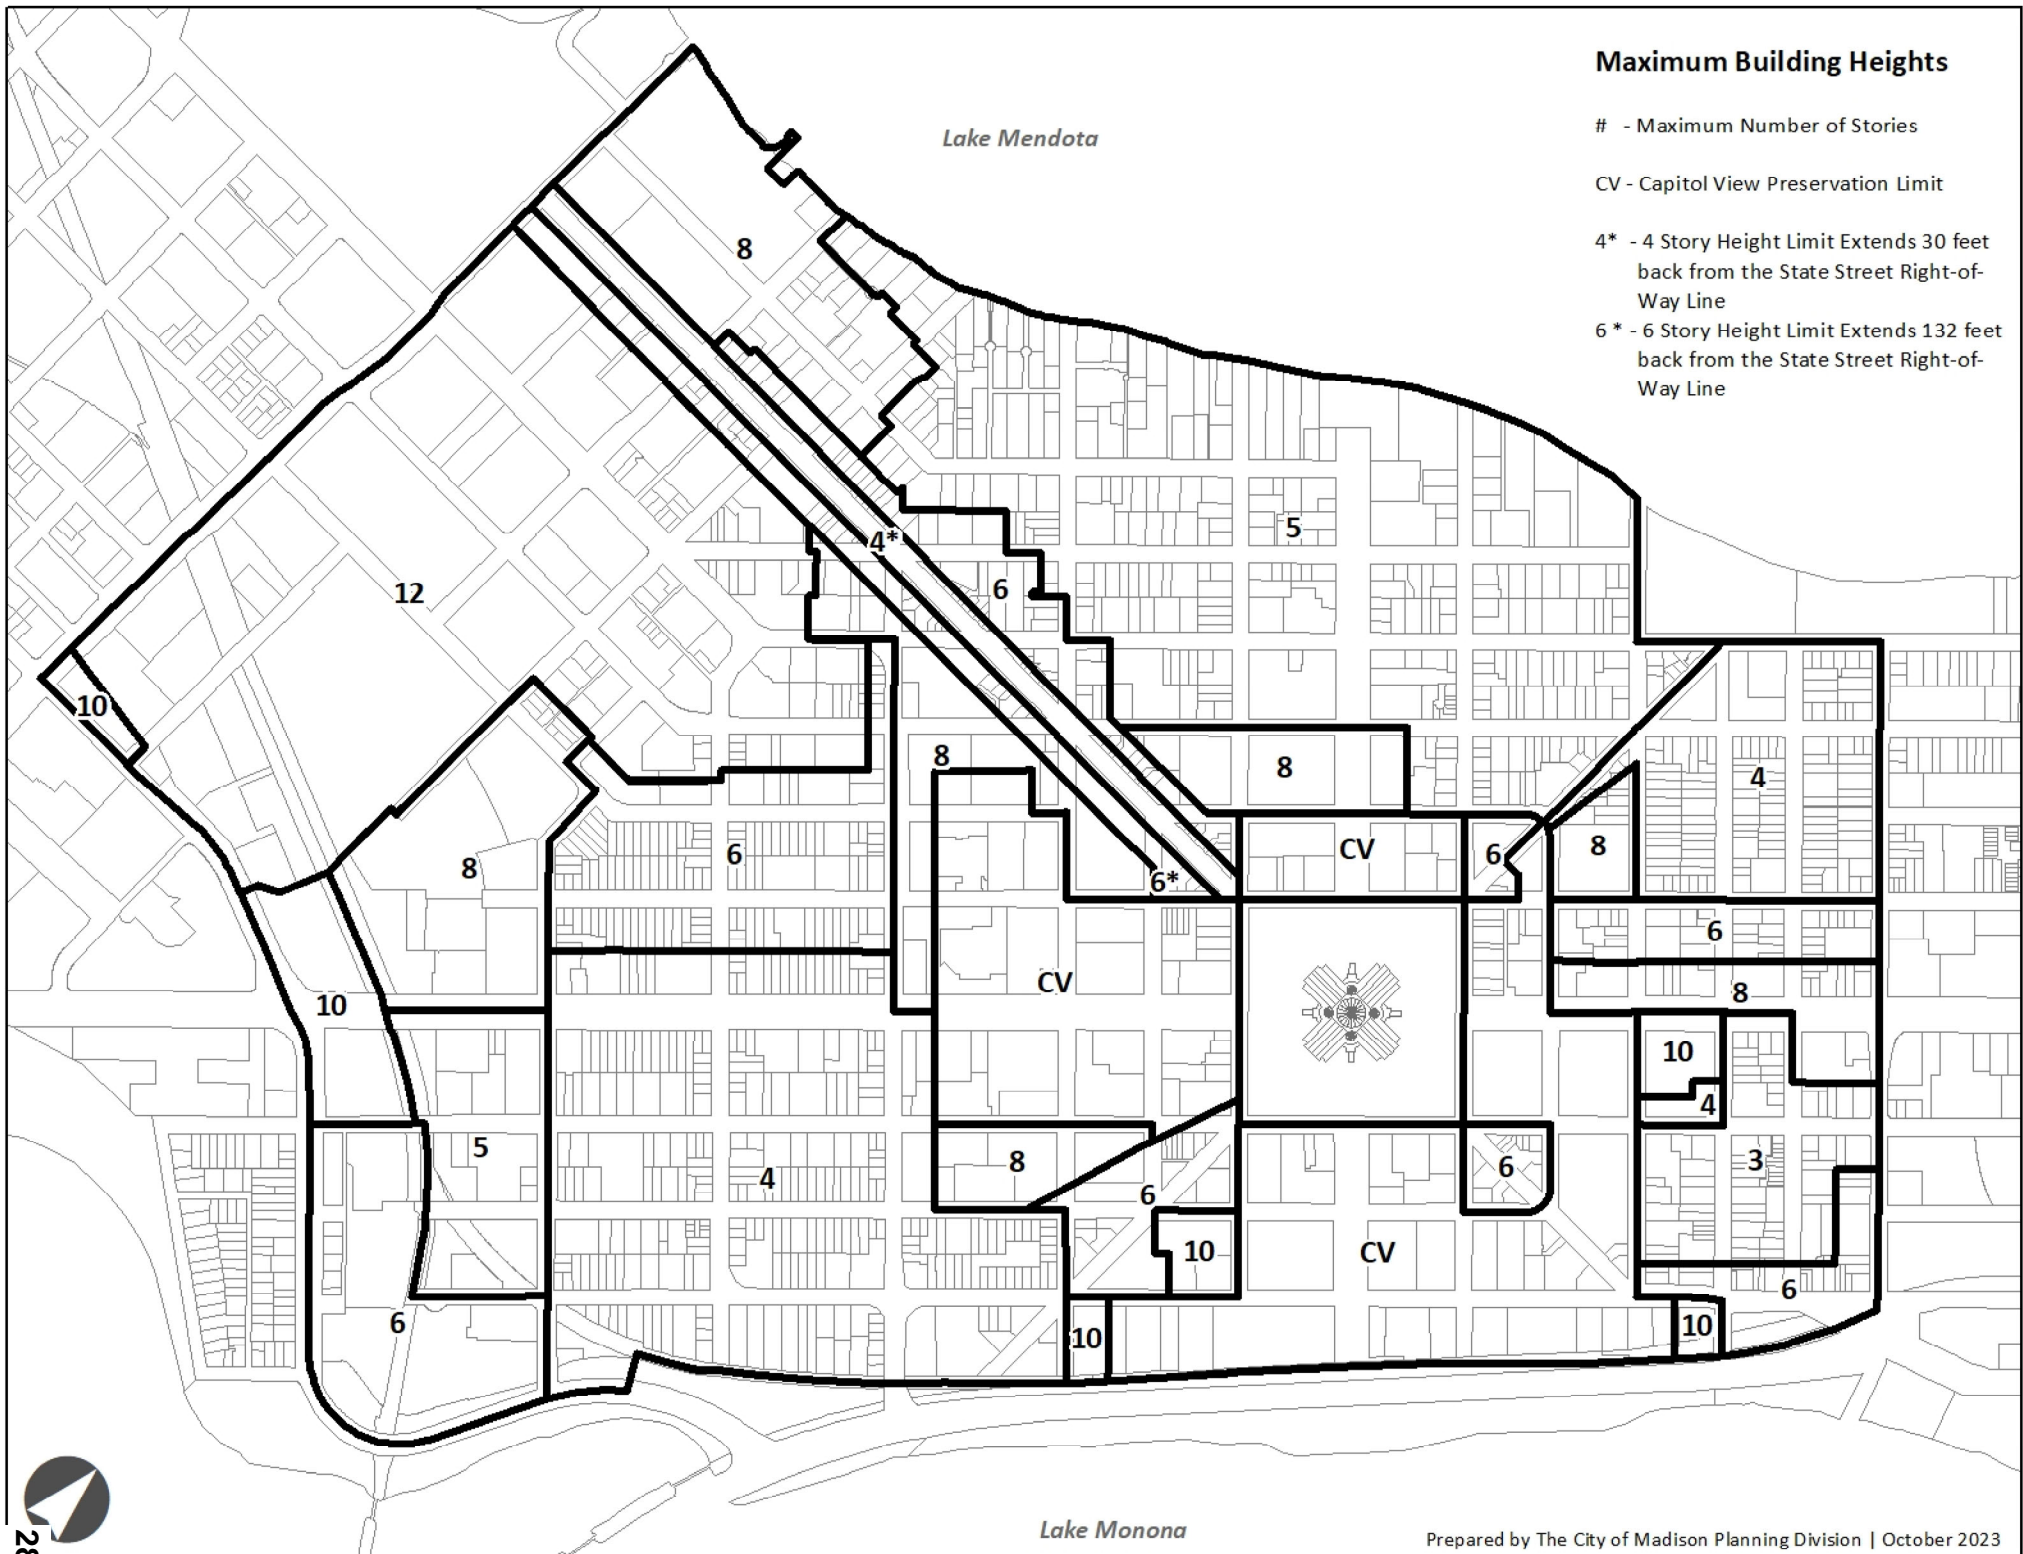 Maximum Building Heights
# - Maximum Number of Stories
CV - Capitol View Preservation Limit
4* - 4 Story Height Limit Extends 30 feet
back from the State Street Right-of-
Way Line
6 * - 6 Story Height Limit Extends 132 feet
back from the State Street Right-of-
Way Line
Lake Mendota
8
5
4*
6
12
10
8
8
4
6
8
CV
6
8
6*
6
CV
8
10
10
4
5
4
8
6
6
3
10
CV
6
6
10
10
Lake Monona
Prepared by The City of Madison Planning Division | October 2023